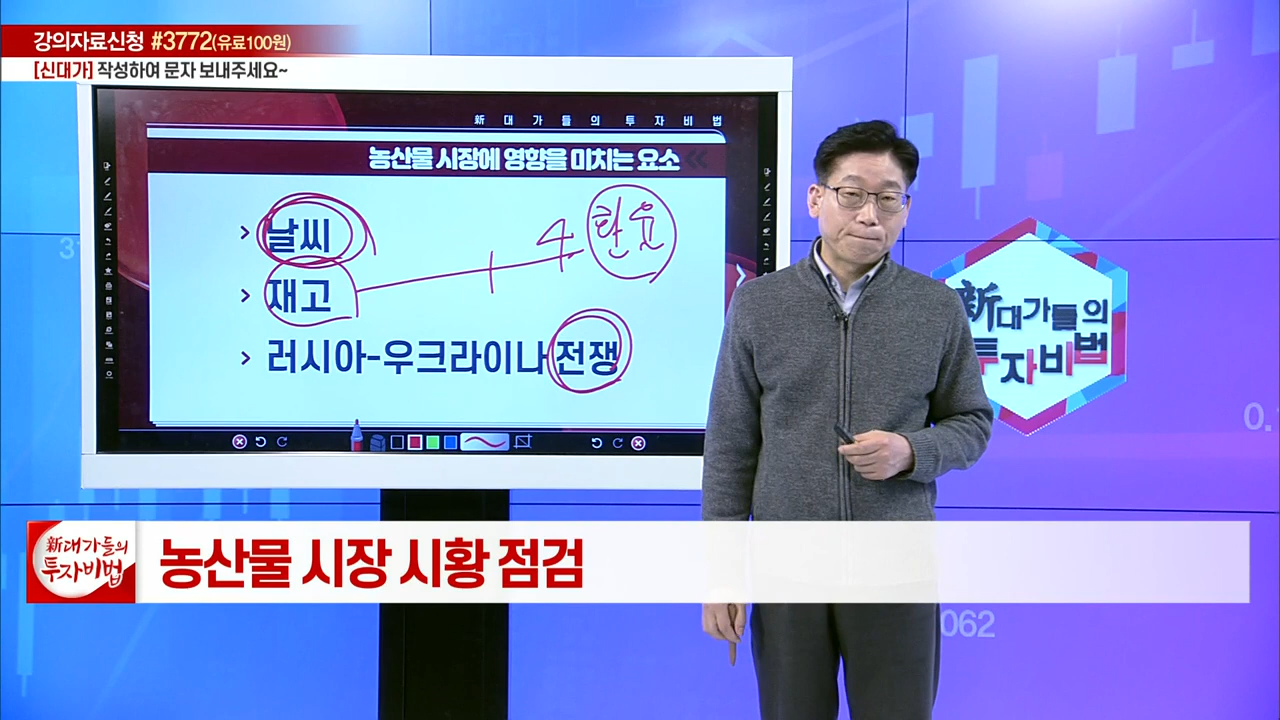 강의자료신청 #3772(유료100원)
[신대가] 작성하여 문자 보내주세요~
新대가들의 투자비법
농산물 시장에 영향을 미치는 요소
> 날씨
환율
> 재고
> 러시아-우크라이나 전쟁
新대가들의
투자비법
新대가들의
투자비법
농산물 시장 시황 점검
0.
062